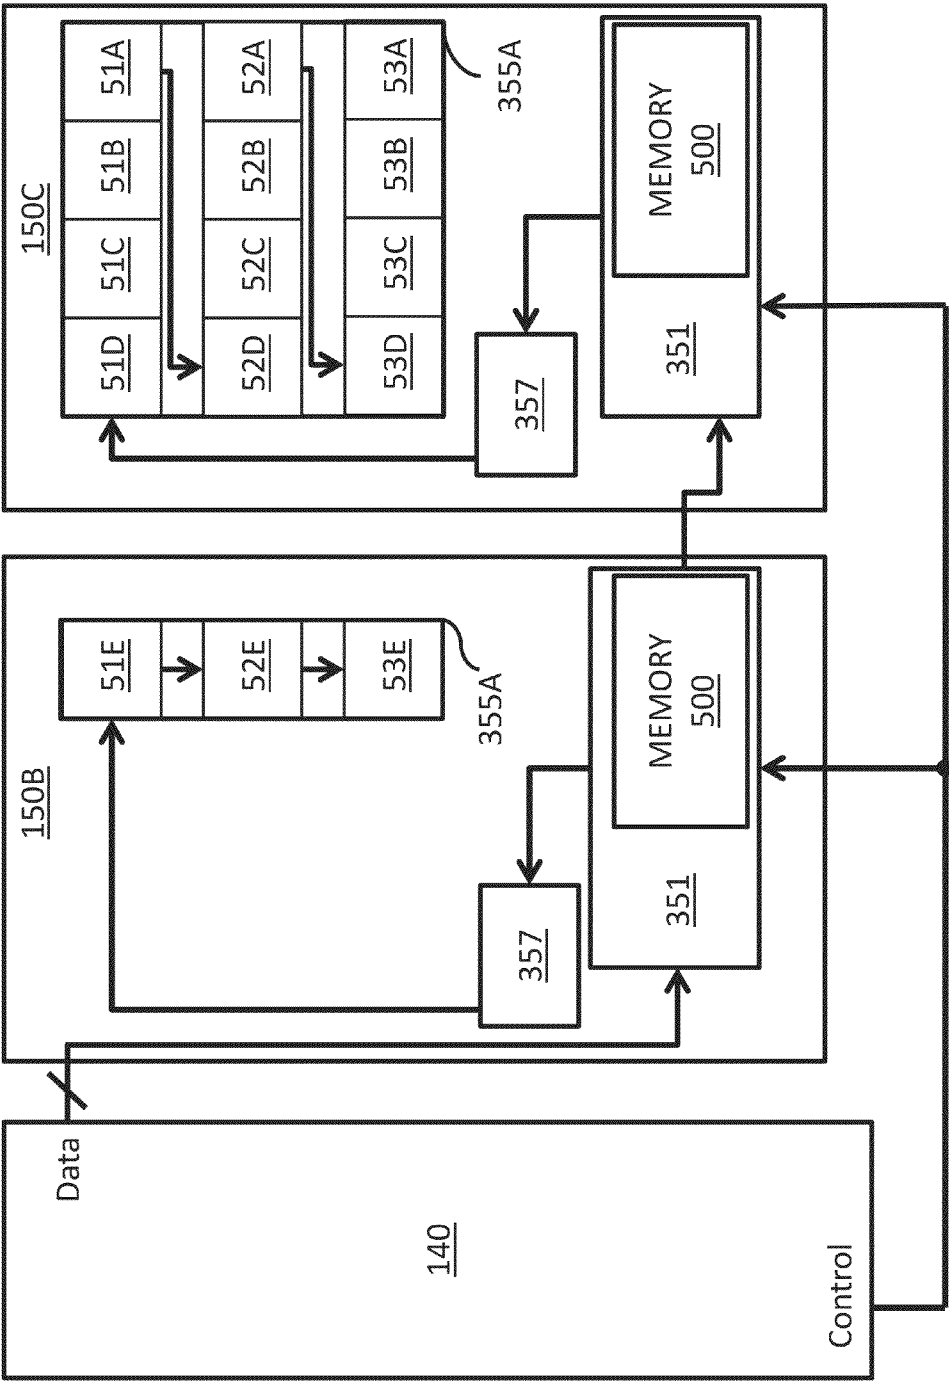 140
Data
Control
150B
51E
52E
53E
355A
357
351
MEMORY
500
150C
51D
51C
51B
51A
52D
52C
52B
52A
53D
53C
53B
53A
355A
357
351
MEMORY
500